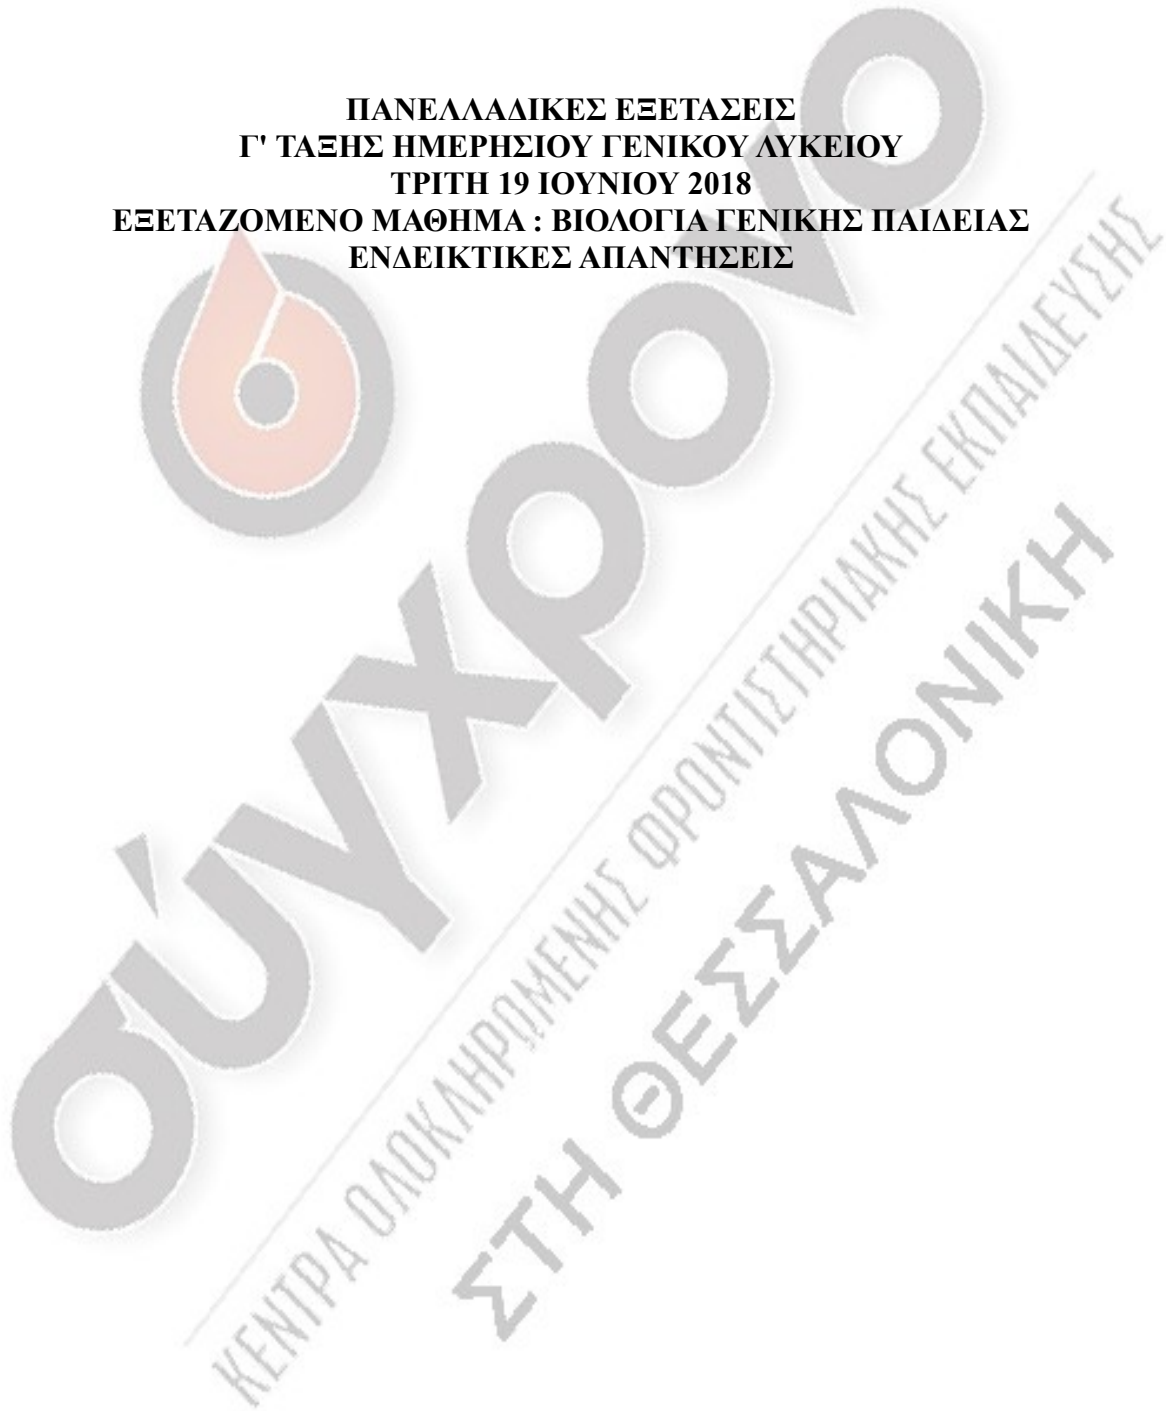 ΠΑΝΕΛΛΑΔΙΚΕΣ ΕΞΕΤΑΣΕΙΣ
Γ' ΤΑΞΗΣ ΗΜΕΡΗΣΙΟΥ ΓΕΝΙΚΟΥ ΛΥΚΕΙΟΥ
ΤΡΙΤΗ 19 ΙΟΥΝΙΟΥ 2018
ΕΞΕΤΑΖΟΜΕΝΟ ΜΑΘΗΜΑ : ΒΙΟΛΟΓΙΑ ΓΕΝΙΚΗΣ ΠΑΙΔΕΙΑΣ
ΕΝΔΕΙΚΤΙΚΕΣ ΑΠΑΝΤΗΣΕΙΣ
σύγχρονο
ΚΕΝΤΡΑ ΟΛΟΚΛΗΡΩΜΕΝΗΣ ΦΡΟΝΤΙΣΤΗΡΙΑΚΗΣ ΕΚΠΑΙΔΕΥΣΗΣ
ΣΤΗ ΘΕΣΣΑΛΟΝΙΚΗ